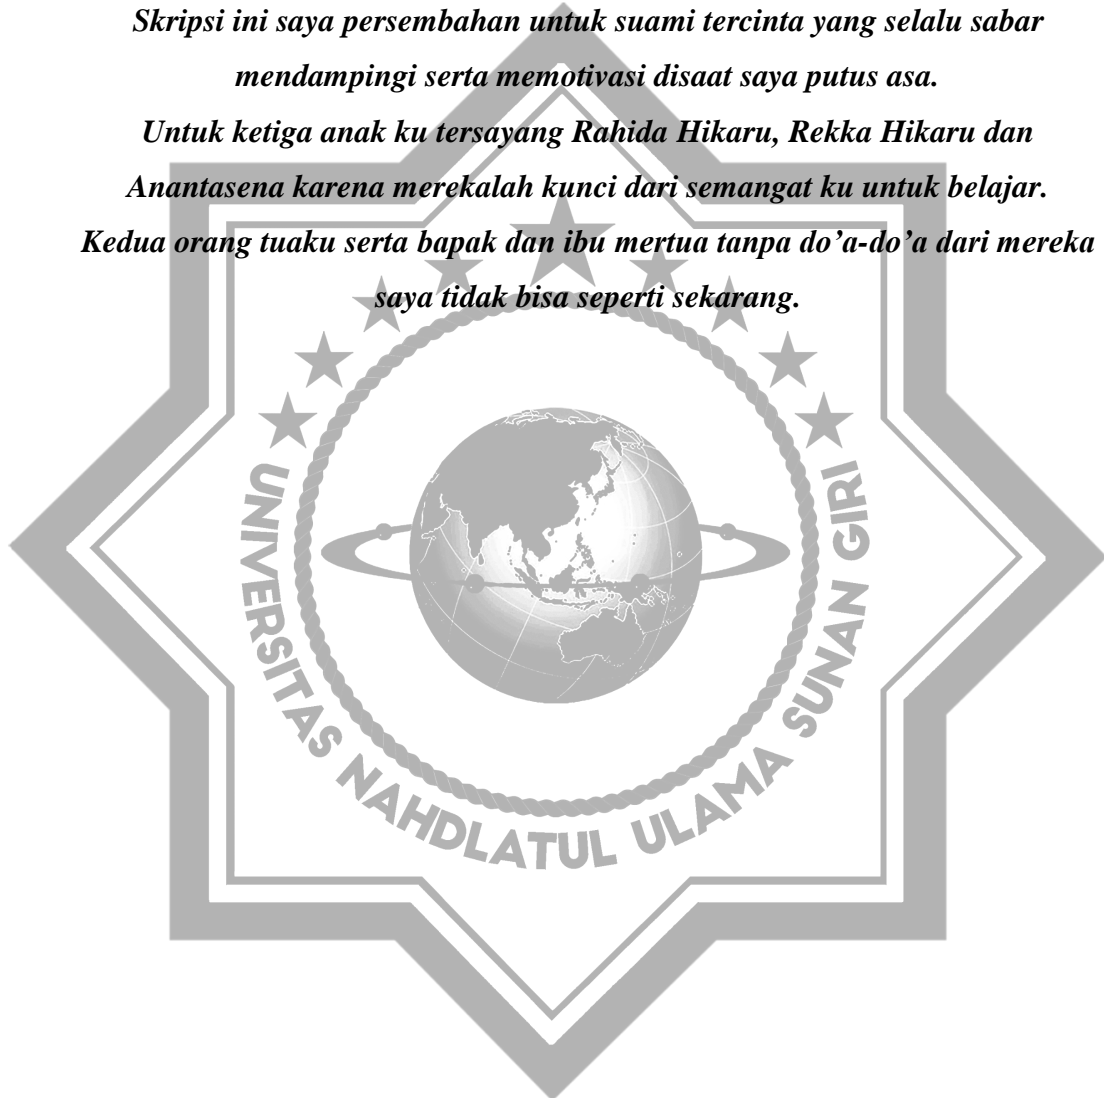 Skripsi ini saya persembahan untuk suami tercinta yang selalu sabar
mendampingi serta memotivasi disaat saya putus asa.
Untuk ketiga anak ku tersayang Rahida Hikaru, Rekka Hikaru dan
Anantasena karena merekalah kunci dari semangat ku untuk belajar.
Kedua orang tuaku serta bapak dan ibu mertua tanpa do’a-do’a dari mereka
saya tidak bisa seperti sekarang.
UNIVERSITAS NAHDLATUL ULAMA SUNAN GIRI